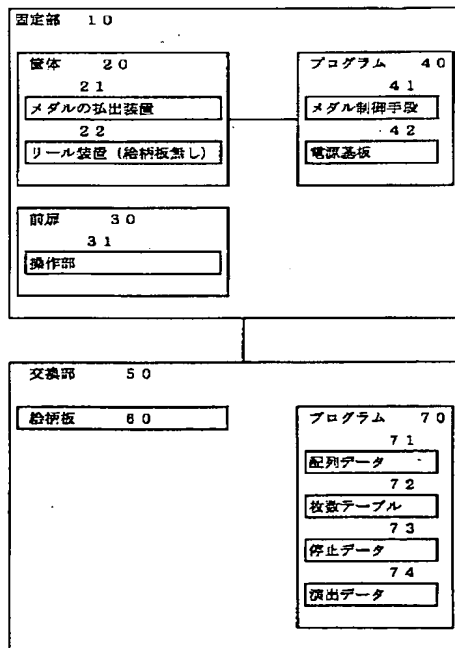 固定部 10
筐体 20
21
メダルの払出装置
22
リール装置(絵柄板無し)
プログラム 40
41
メダル制御手段
42
電源基板
前扉 30
31
操作部
交換部 50
絵柄板 60
プログラム 70
71
配列データ
72
枚数テーブル
73
停止データ
74
演出データ